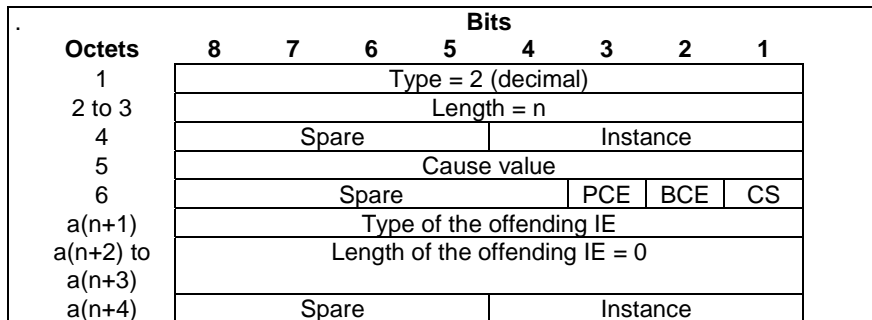 .
Bits
Octets 8 7 6 5 4 3 2 1
1 Type = 2 (decimal)
2 to 3 Length = n
4 Spare Instance
5 Cause value
6 Spare PCE BCE CS
a(n+1) Type of the offending IE
a(n+2) to Length of the offending IE = 0
a(n+3)
a(n+4) Spare Instance